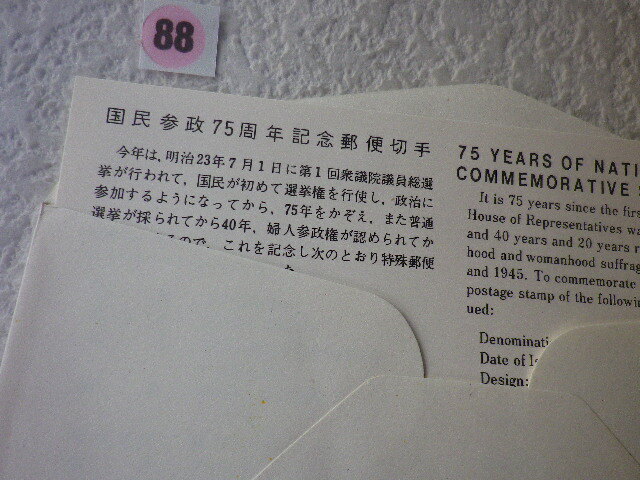 88
国民参政75周年記念郵便切手
今年は、明治23年7月1日に第1回衆議院議員総選
挙が行われて、国民が初めて選挙権を行使し、政治に
参加するようになってから、75年をかぞえ、また普通
選挙が採られてから40年、婦人参政権が認められてか
るので、これを記念し次のとおり特殊郵便
75 YEARS OF NATI
COMMEMORATIVE
It is 75 years since the firs
House of Representatives wa
and 40 years and 20 years r
hood and womanhood suffrag
and 1945. To commemorate
postage stamp of the following
ued:
Denominati
Date of I
Design: